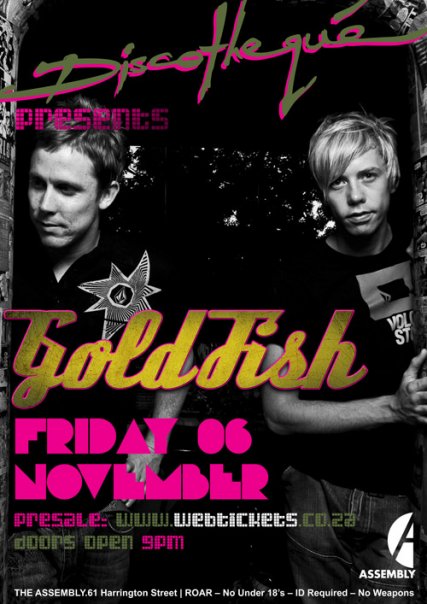 Discothequé
presents
GoldFish
FRIDAY 06
NOVEMBER
presale: www.webtickets.co.za
doors open 9pm
ASSEMBLY
THE ASSEMBLY.61 Harrington Street | ROAR – No Under 18's – ID Required – No Weapons